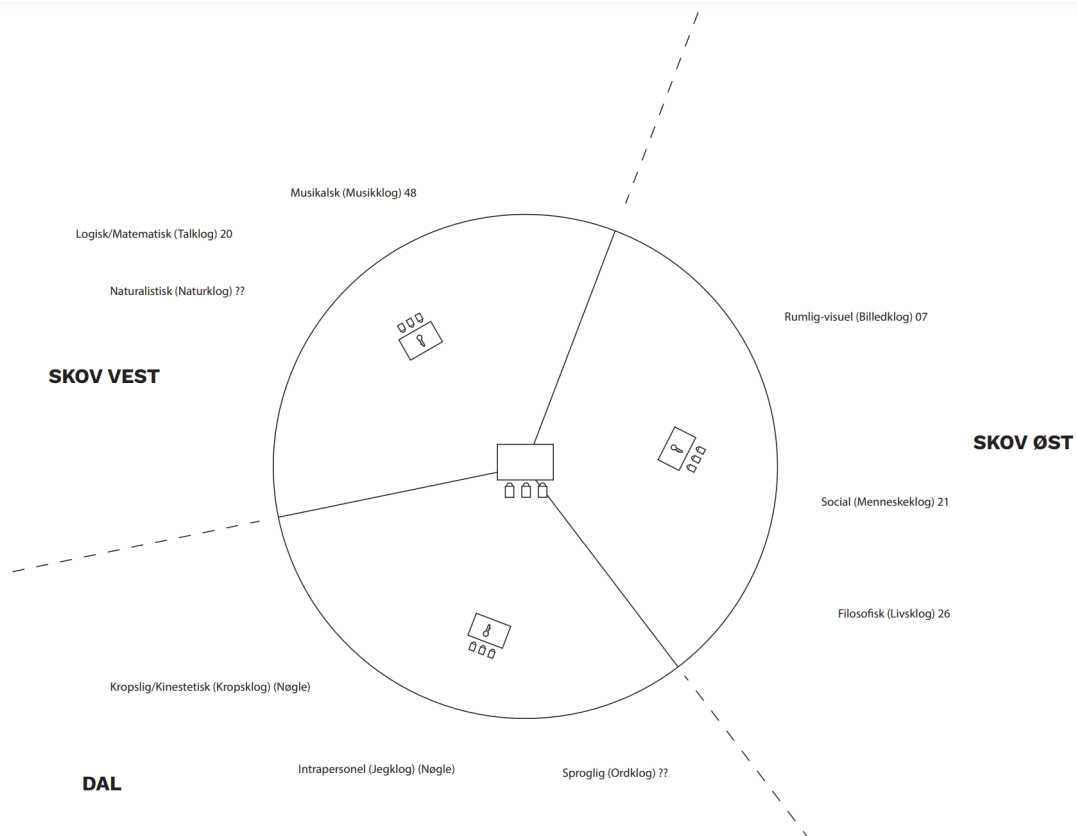 Musikalsk (Musikklog) 48
Logisk/Matematisk (Talklog) 20
Naturalistisk (Naturklog) ??
Rumlig-visuel (Billedklog) 07
SKOV VEST
SKOV ØST
Social (Menneskeklog) 21
Filosofisk (Livsklog) 26
Kropslig/Kinestetisk (Kropsklog) (Nøgle)
Intrapersonel (Jegklog) (Nøgle)
Sproglig (Ordklog) ??
DAL